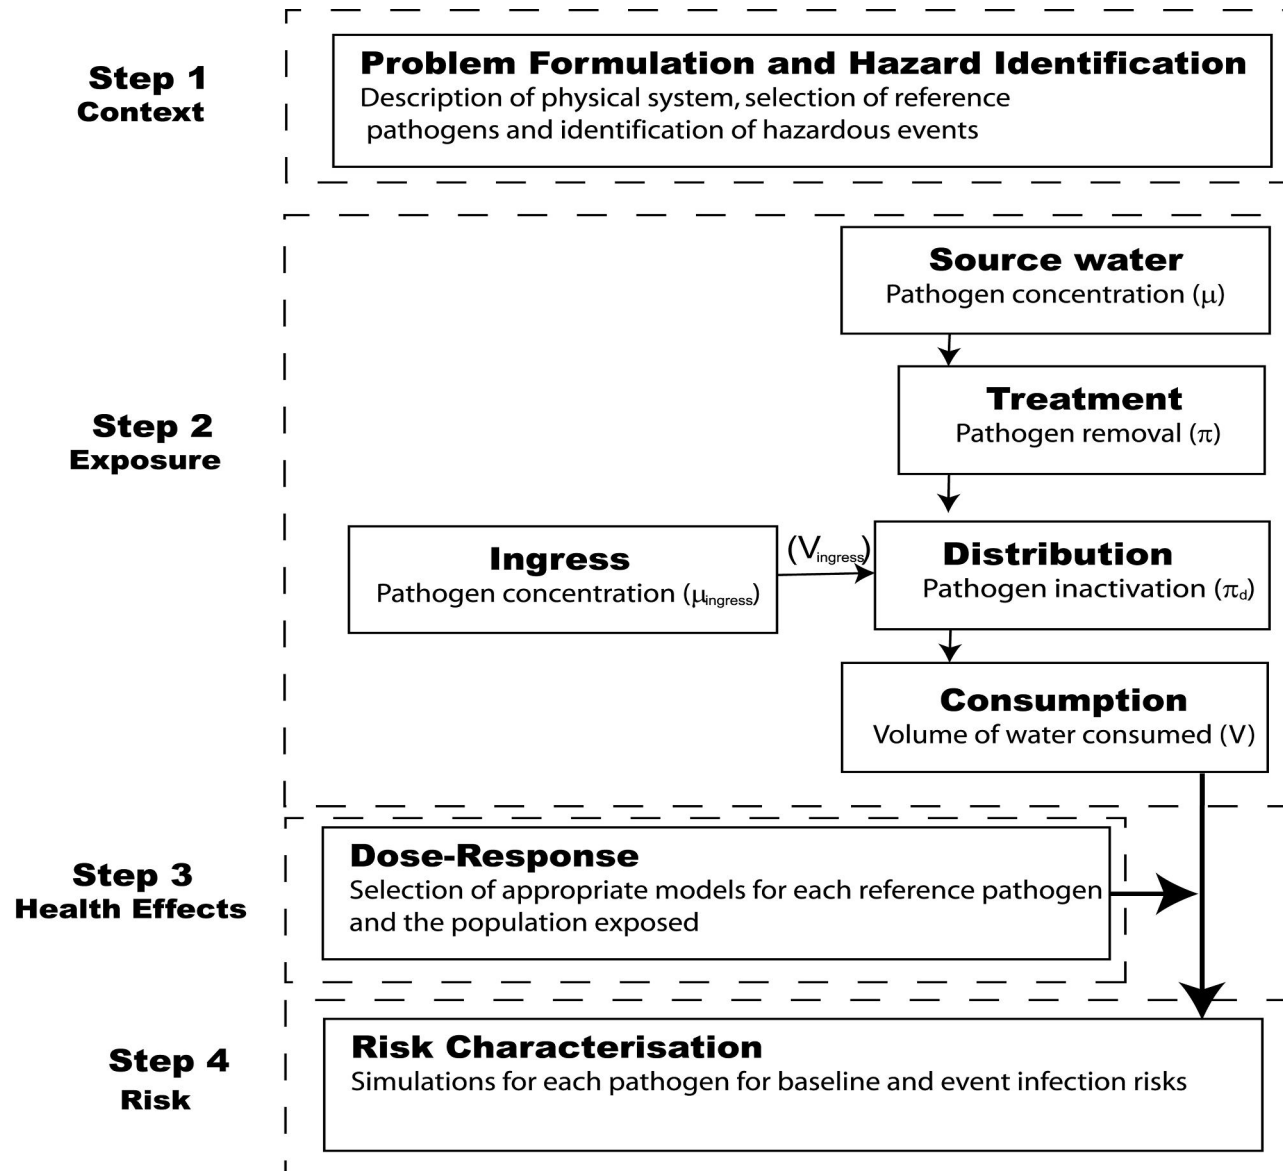 Step 1
Context
Problem Formulation and Hazard Identification
Description of physical system, selection of reference
pathogens and identification of hazardous events
Step 2
Exposure
Source water
Pathogen concentration (μ)
Treatment
Pathogen removal (π)
Ingress
Pathogen concentration (μingress)
(Vingress)
Distribution
Pathogen inactivation (πd)
Consumption
Volume of water consumed (V)
Step 3
Health Effects
Dose-Response
Selection of appropriate models for each reference pathogen
and the population exposed
Step 4
Risk
Risk Characterisation
Simulations for each pathogen for baseline and event infection risks